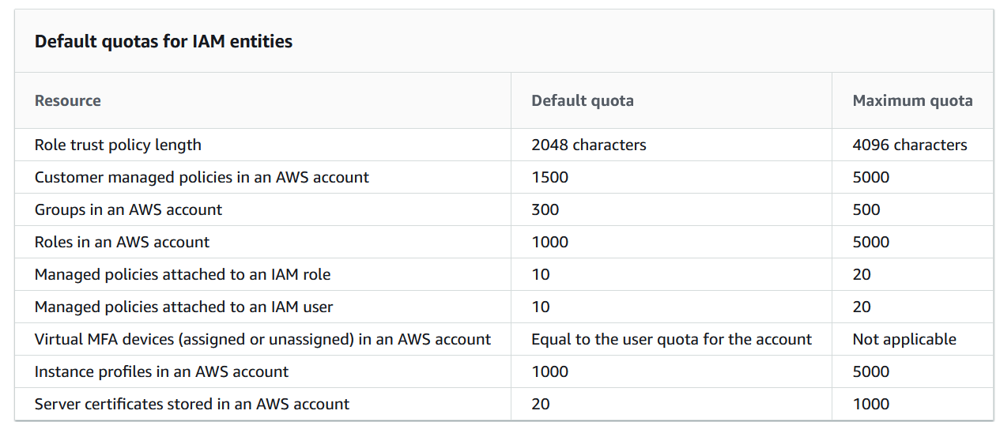 Default quotas for IAM entities
Resource Default quota Maximum quota
Role trust policy length 2048 characters 4096 characters
Customer managed policies in an AWS account 1500 5000
Groups in an AWS account 300 500
Roles in an AWS account 1000 5000
Managed policies attached to an IAM role 10 20
Managed policies attached to an IAM user 10 20
Virtual MFA devices (assigned or unassigned) in an AWS account Equal to the user quota for the account Not applicable
Instance profiles in an AWS account 1000 5000
Server certificates stored in an AWS account 20 1000